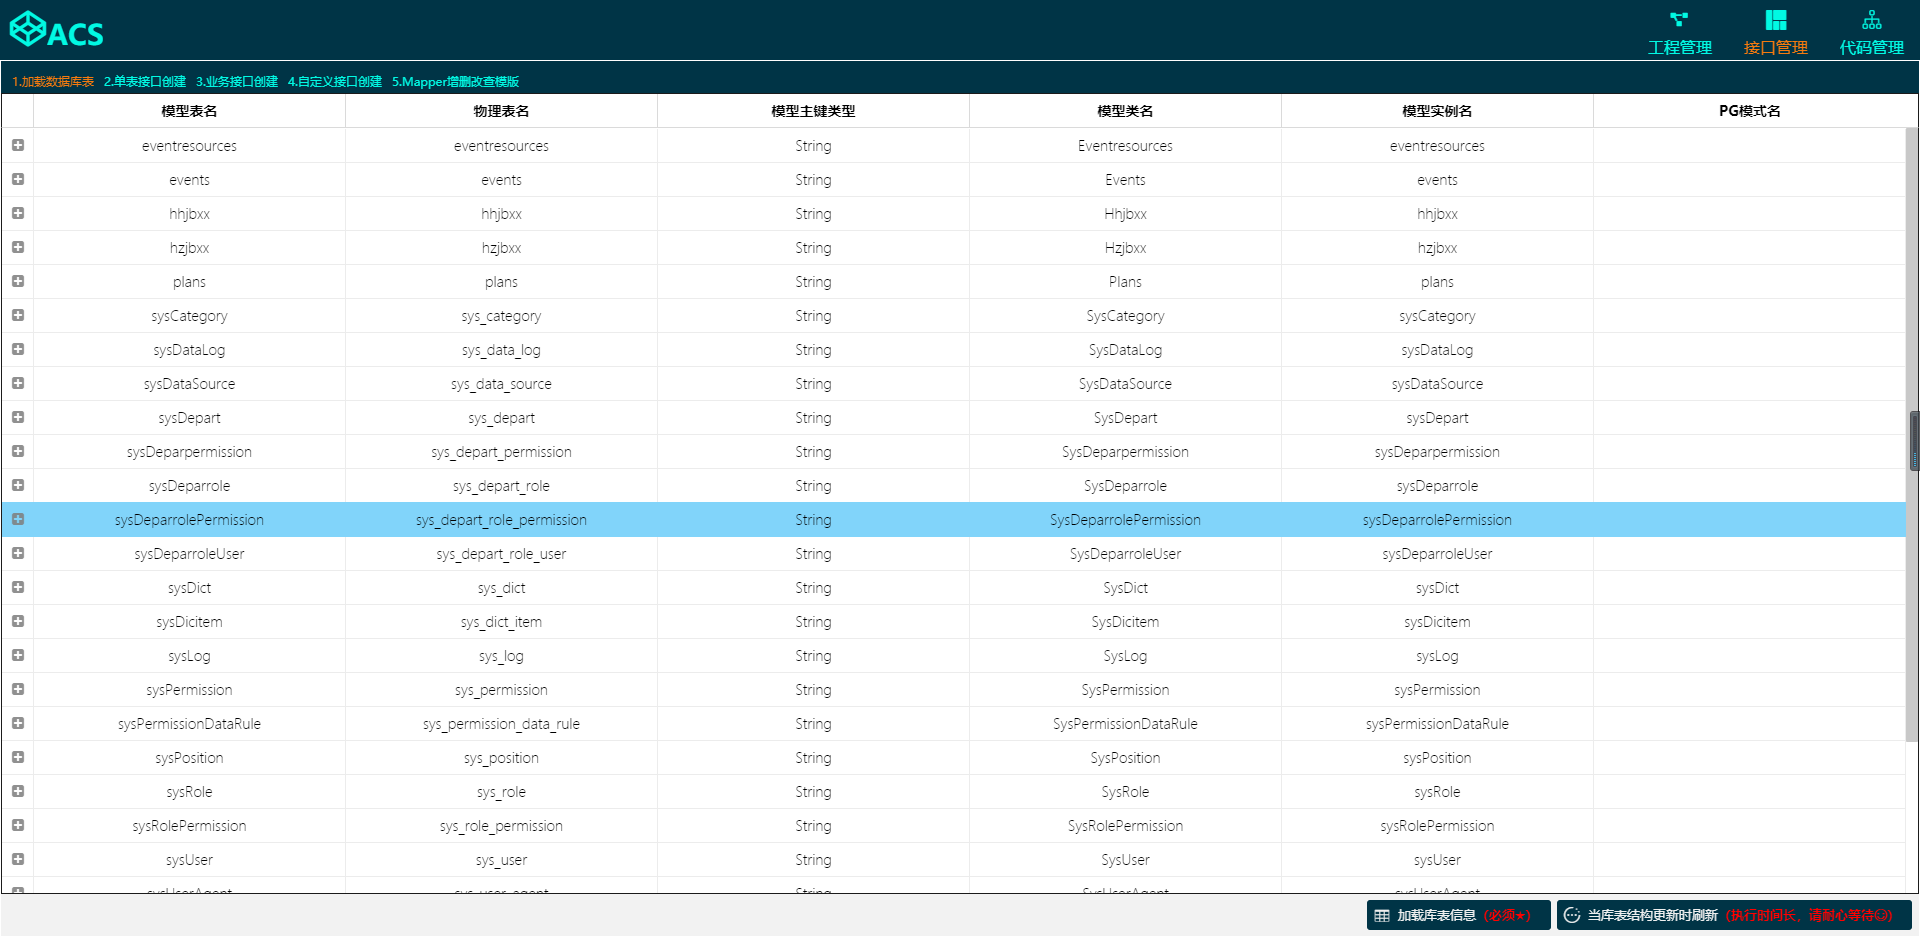 ACS
工程管理 接口管理 代码管理
1.加载数据库表 2.单表接口创建 3.业务接口创建 4.自定义接口创建 5.Mapper增删改查模版
模型表名 物理表名 模型主键类型 模型类名 模型实例名 PG模式名
eventresources eventresources String Eventresources eventresources
events events String Events events
hhjbxx hhjbxx String Hhjbxx hhjbxx
hzjbxx hzjbxx String Hzjbxx hzjbxx
plans plans String Plans plans
sysCategory sys_category String SysCategory sysCategory
sysDataLog sys_data_log String SysDataLog sysDataLog
sysDataSource sys_data_source String SysDataSource sysDataSource
sysDepart sys_depart String SysDepart sysDepart
sysDeparpermission sys_depart_permission String SysDeparpermission sysDeparpermission
sysDeparrole sys_depart_role String SysDeparrole sysDeparrole
sysDeparrolePermission sys_depart_role_permission String SysDeparrolePermission sysDeparrolePermission
sysDeparroleUser sys_depart_role_user String SysDeparroleUser sysDeparroleUser
sysDict sys_dict String SysDict sysDict
sysDicitem sys_dict_item String SysDicitem sysDicitem
sysLog sys_log String SysLog sysLog
sysPermission sys_permission String SysPermission sysPermission
sysPermissionDataRule sys_permission_data_rule String SysPermissionDataRule sysPermissionDataRule
sysPosition sys_position String SysPosition sysPosition
sysRole sys_role String SysRole sysRole
sysRolePermission sys_role_permission String SysRolePermission sysRolePermission
sysUser sys_user String SysUser sysUser
sysUserAgent sys_user_agent String SysUserAgent sysUserAgent
加载库表信息 (必须★) 当库表结构更新时刷新 (执行时间长，请耐心等待☺)